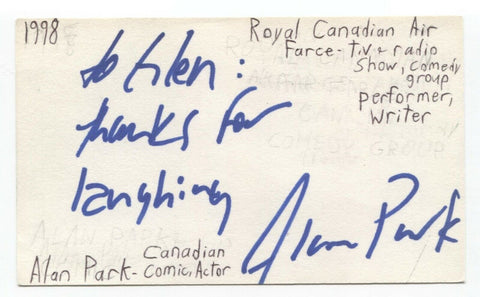 1998
Royal Canadian Air
Farce - t.v. + radio
show, comedy
group
performer,
writer
to Glen:
thanks for
laughing
Alan Park
Canadian
Alan Park - Comic, Actor